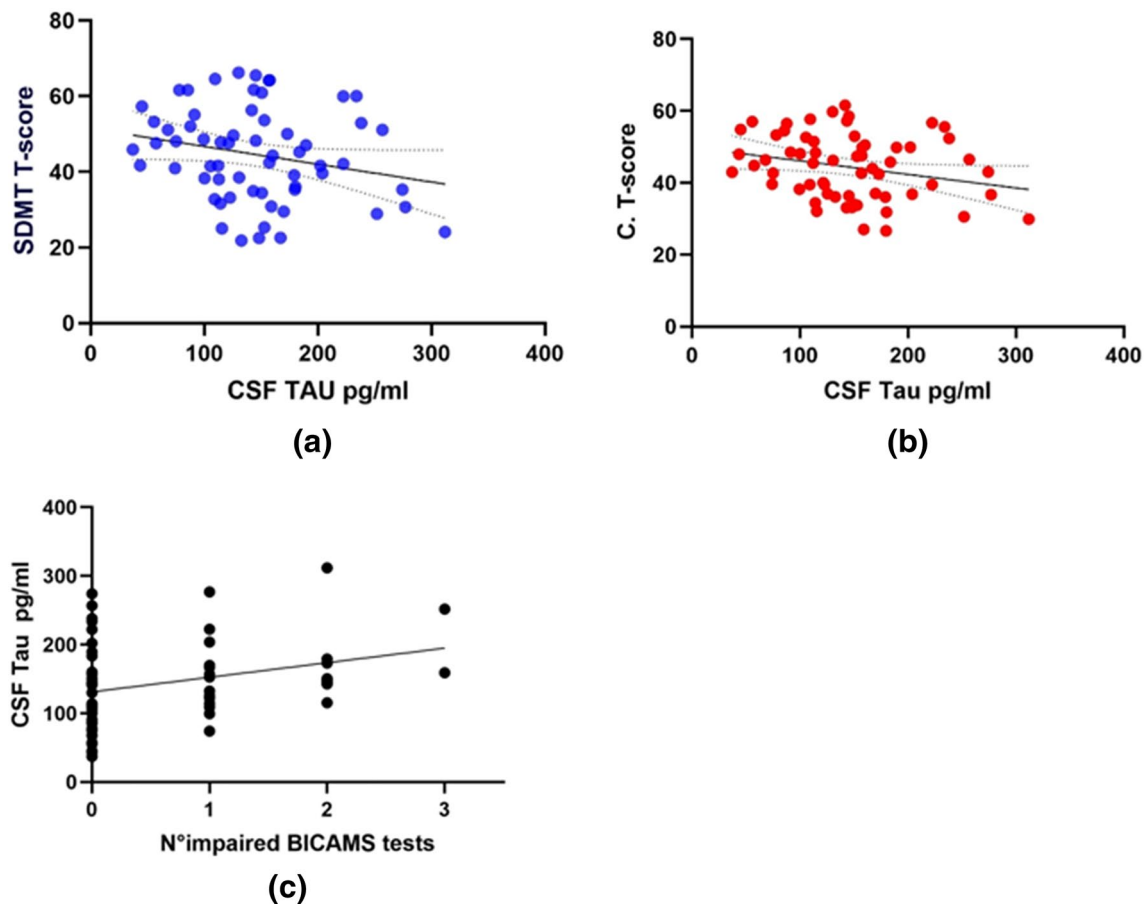 80
60
40
20
0
SDMT T-score
0 100 200 300 400
CSF TAU pg/ml
(a)
80
60
40
20
0
C. T-score
0 100 200 300 400
CSF Tau pg/ml
(b)
400
300
200
100
0
CSF Tau pg/ml
0 1 2 3
N°impaired BICAMS tests
(c)